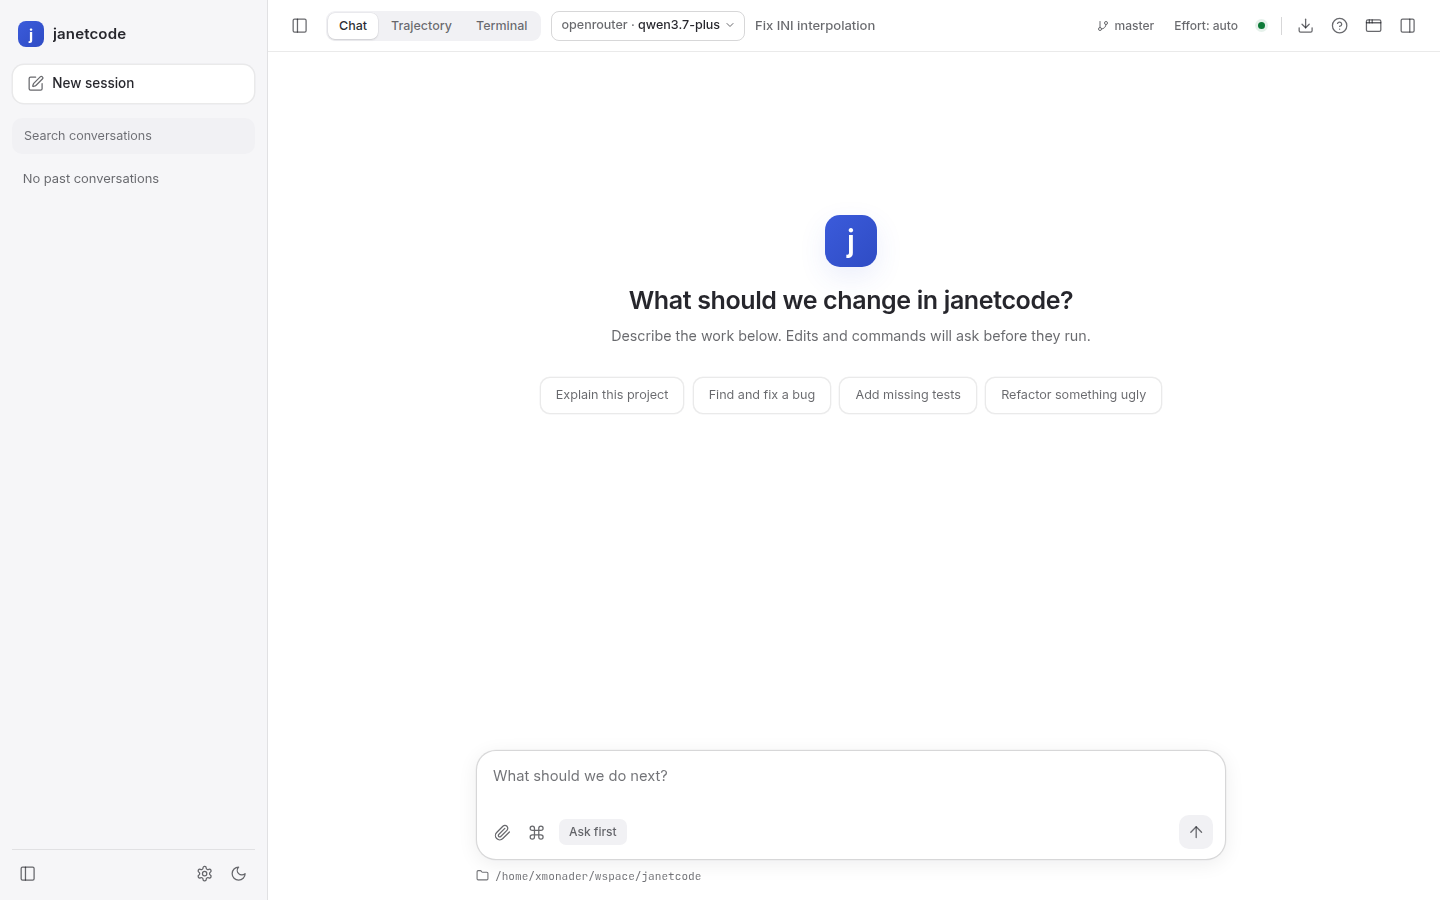 j janetcode
New session
Search conversations
No past conversations
Chat Trajectory Terminal openrouter · qwen3.7-plus Fix INI interpolation master Effort: auto
j
What should we change in janetcode?
Describe the work below. Edits and commands will ask before they run.
Explain this project Find and fix a bug Add missing tests Refactor something ugly
What should we do next?
Ask first
/home/xmonader/wspace/janetcode